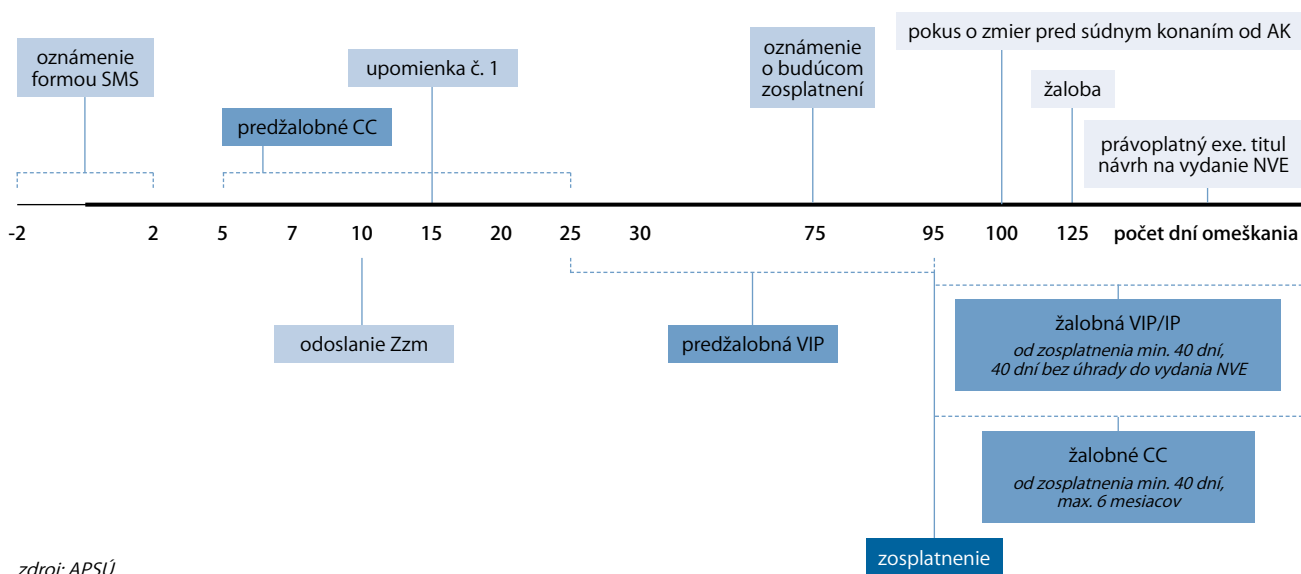 oznámenie
formou SMS
predžalobné CC
upomienka č. 1
oznámenie
o budúcom
zosplatnení
pokus o zmier pred súdnym konaním od AK
žaloba
právoplatný exe. titul
návrh na vydanie NVE
-2 2 5 7 10 15 20 25 30 75 95 100 125 počet dní omeškania
odoslanie Zzm
predžalobná VIP
žalobná VIP/IP
od zosplatnenia min. 40 dní,
40 dní bez úhrady do vydania NVE
žalobné CC
od zosplatnenia min. 40 dní,
max. 6 mesiacov
zosplatnenie
zdroj: APSÚ